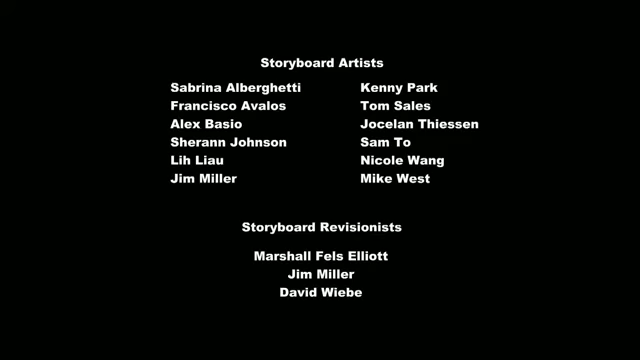 Storyboard Artists
Sabrina Alberghetti Kenny Park
Francisco Avalos Tom Sales
Alex Basio Jocelan Thiessen
Sherann Johnson Sam To
Lih Liau Nicole Wang
Jim Miller Mike West
Storyboard Revisionists
Marshall Fels Elliott
Jim Miller
David Wiebe